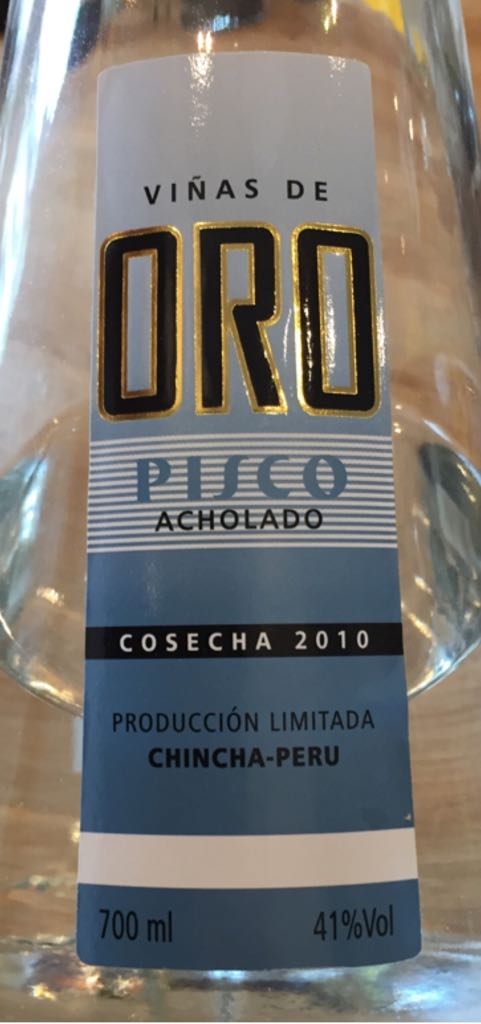 VIÑAS DE
ORO
PISCO
ACHOLADO
COSECHA 2010
PRODUCCIÓN LIMITADA
CHINCHA-PERU
700 ml 41%Vol